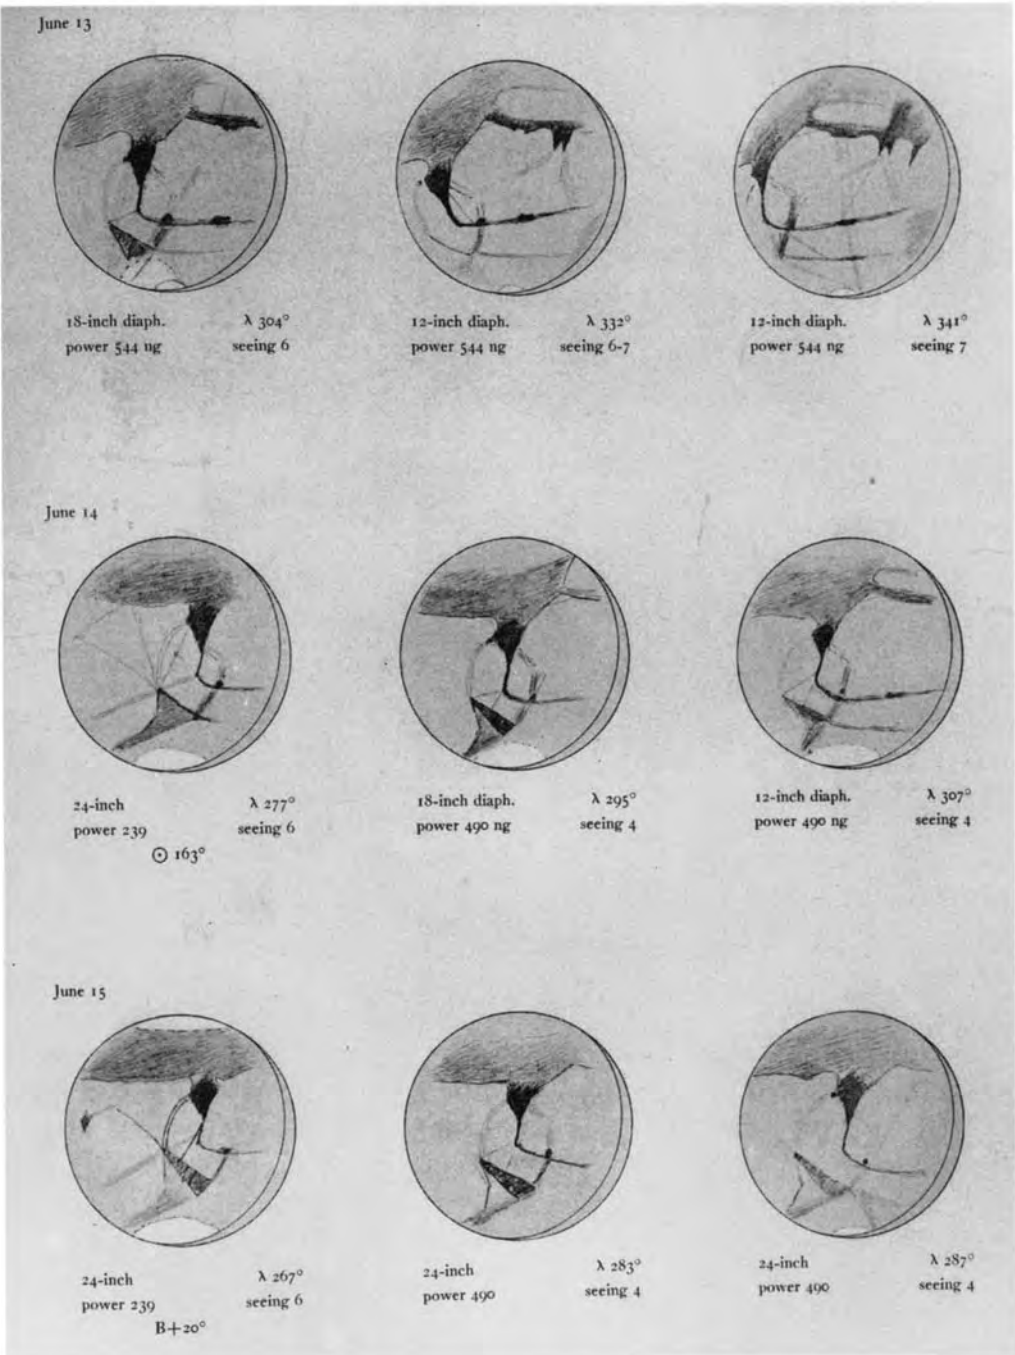 June 13
18-inch diaph. λ 304°
power 544 ng seeing 6
12-inch diaph. λ 332°
power 544 ng seeing 6-7
12-inch diaph. λ 341°
power 544 ng seeing 7
June 14
24-inch λ 277°
power 239 seeing 6
⊙ 163°
18-inch diaph. λ 295°
power 490 ng seeing 4
12-inch diaph. λ 307°
power 490 ng seeing 4
June 15
24-inch λ 267°
power 239 seeing 6
B+20°
24-inch λ 283°
power 490 seeing 4
24-inch λ 287°
power 490 seeing 4